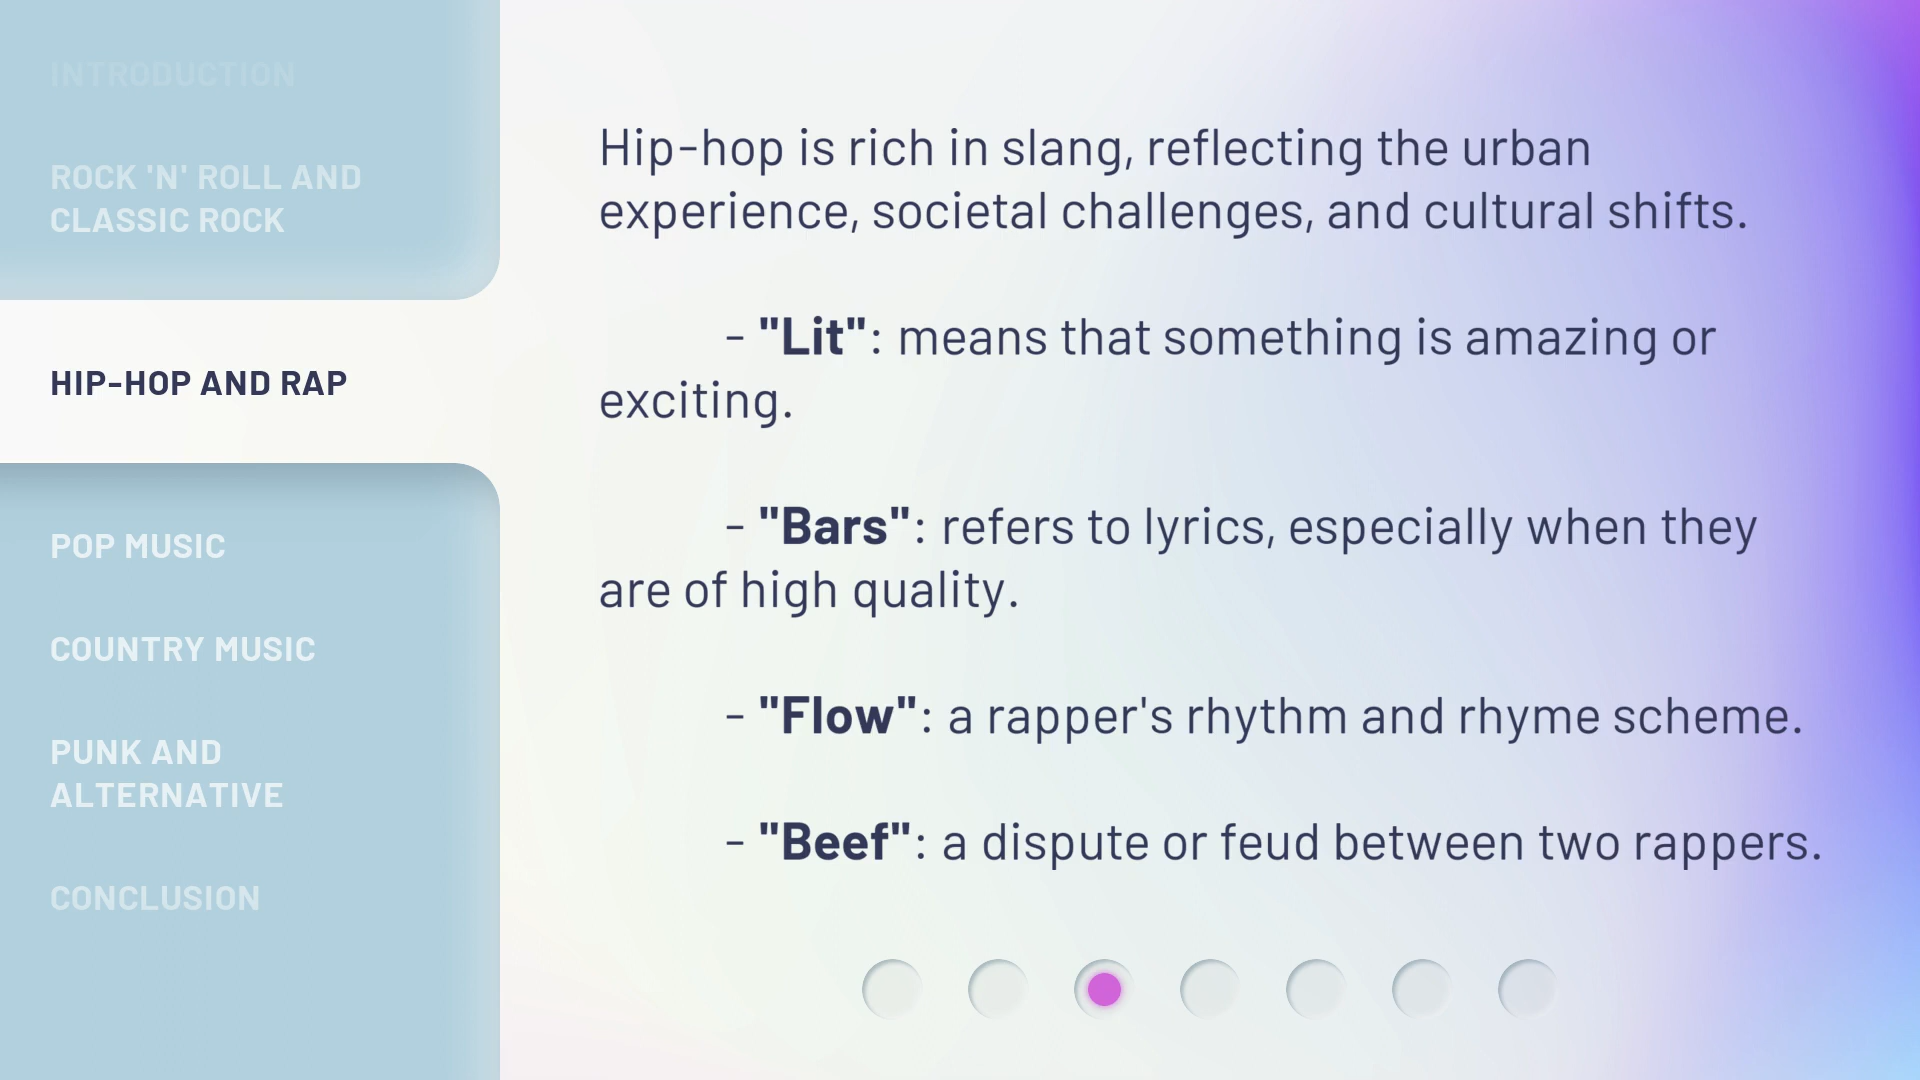 INTRODUCTION
ROCK 'N' ROLL AND
CLASSIC ROCK
HIP-HOP AND RAP
POP MUSIC
COUNTRY MUSIC
PUNK AND
ALTERNATIVE
CONCLUSION
Hip-hop is rich in slang, reflecting the urban
experience, societal challenges, and cultural shifts.
- "Lit": means that something is amazing or
exciting.
- "Bars": refers to lyrics, especially when they
are of high quality.
- "Flow": a rapper's rhythm and rhyme scheme.
- "Beef": a dispute or feud between two rappers.